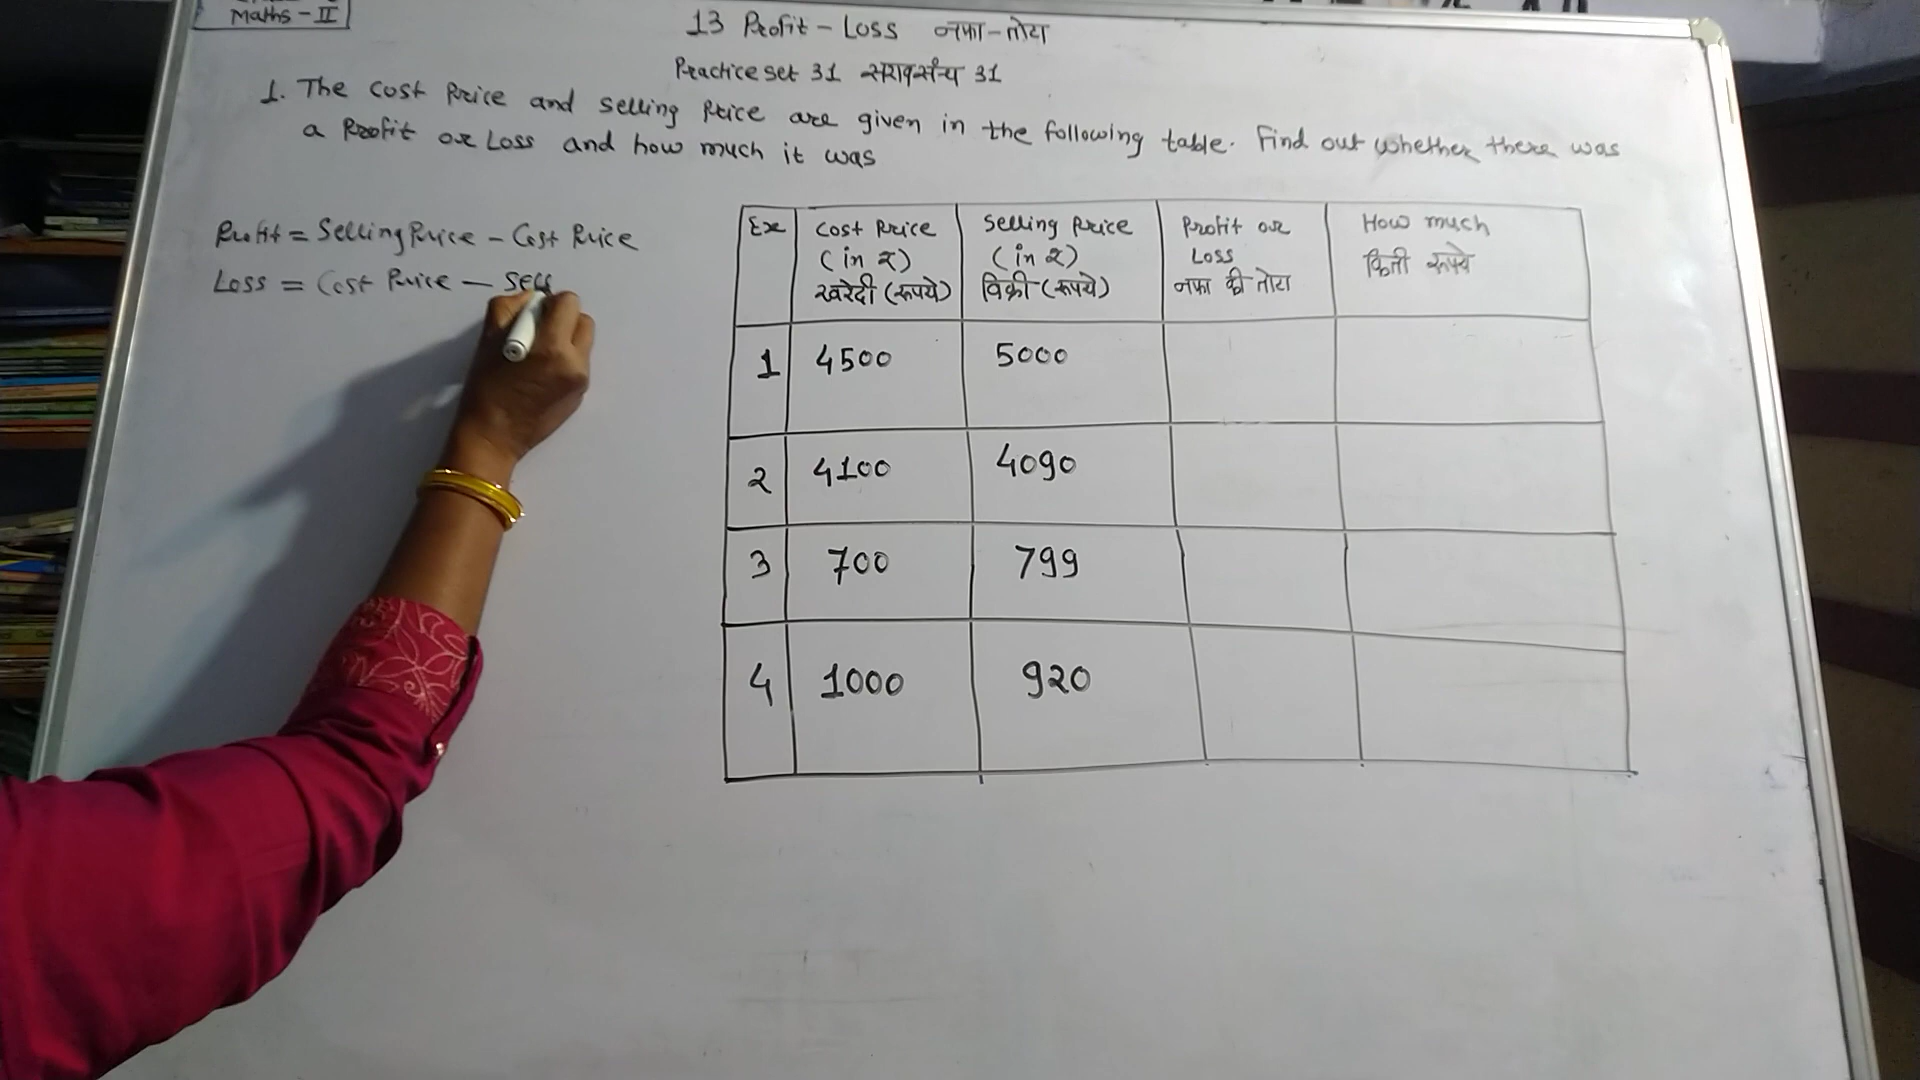 Maths - II
13 Profit - Loss नफा - तोटा
Practice set 31 सरावसंच 31
1. The cost Price and selling Price are given in the following table. Find out whether there was
a Profit or Loss and how much it was
Profit = Selling Price - Cost Price
Loss = Cost Price - Sell
Ex
Cost Price
(in ₹)
खरेदी (रूपये)
Selling Price
(in ₹)
विक्री (रूपये)
Profit or
Loss
नफा की तोटा
How much
किती रूपये
1 4500 5000
2 4100 4090
3 700 799
4 1000 920